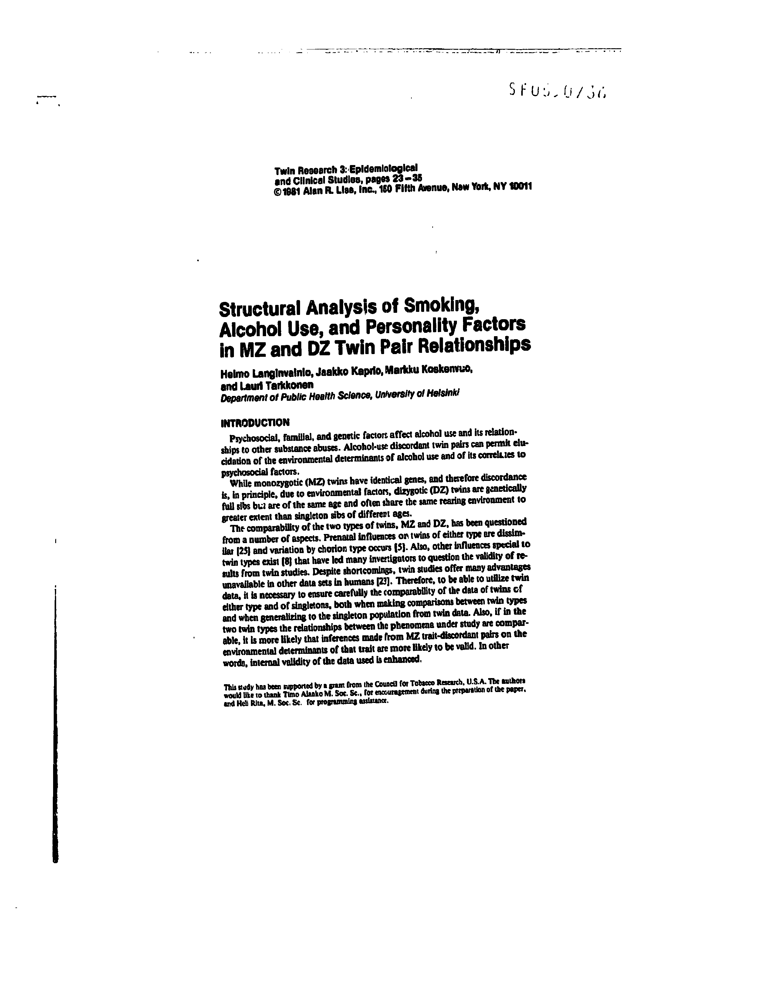 Twin Research 3: Epidemiological
and Clinical Studies, pages 23–35
© 1981 Alan R. Liss, Inc., 150 Fifth Avenue, New York, NY 10011
Structural Analysis of Smoking,
Alcohol Use, and Personality Factors
in MZ and DZ Twin Pair Relationships
Heimo Langinvainio, Jaakko Kaprio, Markku Koskenvuo,
and Lauri Tarkkonen
Department of Public Health Science, University of Helsinki
INTRODUCTION
Psychosocial, familial, and genetic factors affect alcohol use and its relation-
ships to other substance abuses. Alcohol-use discordant twin pairs can permit elu-
cidation of the environmental determinants of alcohol use and of its correlates to
psychosocial factors.
While monozygotic (MZ) twins have identical genes, and therefore discordance
is, in principle, due to environmental factors, dizygotic (DZ) twins are genetically
full sibs but are of the same age and often share the same rearing environment to
greater extent than singleton sibs of different ages.
The comparability of the two types of twins, MZ and DZ, has been questioned
from a number of aspects. Prenatal influences on twins of either type are dissim-
ilar [25] and variation by chorion type occurs [5]. Also, other influences special to
twin types exist [8] that have led many investigators to question the validity of re-
sults from twin studies. Despite shortcomings, twin studies offer many advantages
unavailable in other data sets in humans [23]. Therefore, to be able to utilize twin
data, it is necessary to ensure carefully the comparability of the data of twins of
either type and of singletons, both when making comparisons between twin types
and when generalizing to the singleton population from twin data. Also, if in the
two twin types the relationships between the phenomena under study are compar-
able, it is more likely that inferences made from MZ trait-discordant pairs on the
environmental determinants of that trait are more likely to be valid. In other
words, internal validity of the data used is enhanced.
This study has been supported by a grant from the Council for Tobacco Research, U.S.A. The authors
would like to thank Timo Alanko M. Soc. Sc., for encouragement during the preparation of the paper,
and Heli Rita, M. Soc. Sc. for programming assistance.